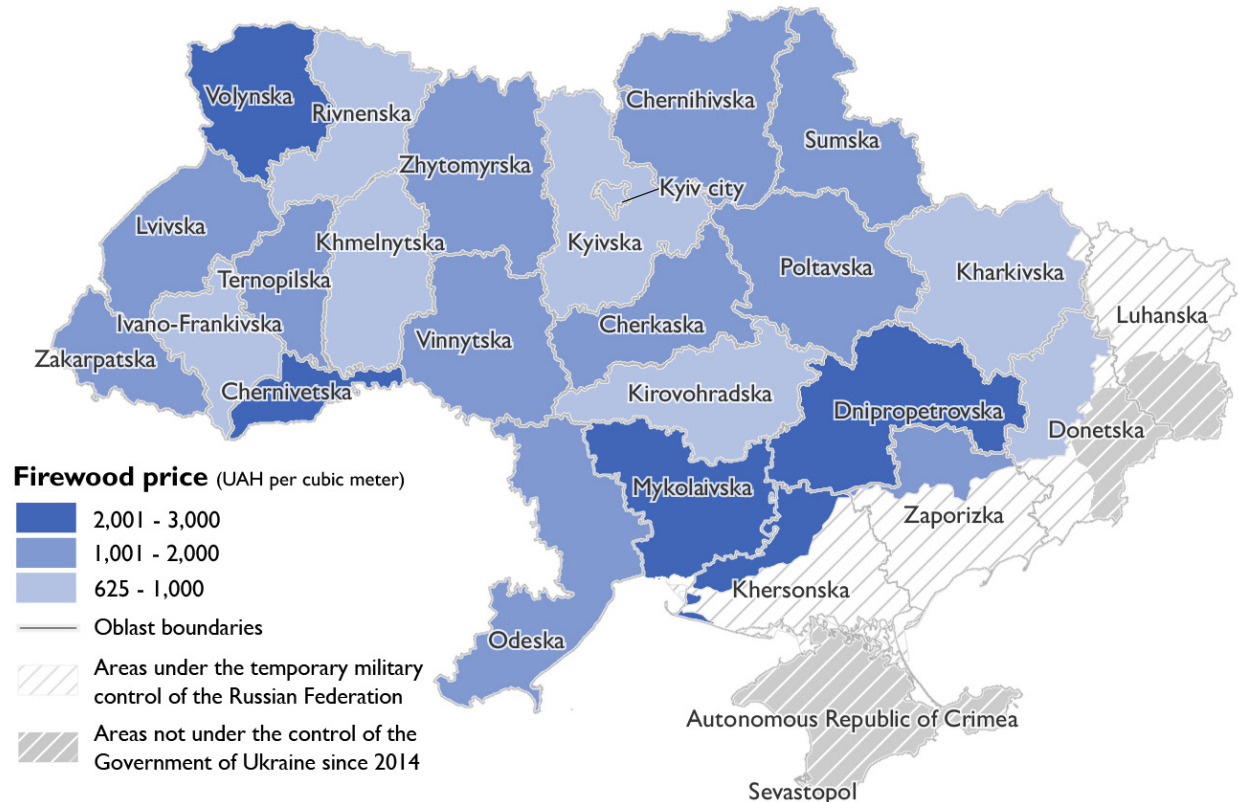 Volynska
Rivnenska
Chernihivska
Sumska
Zhytomyrska
Kyiv city
Lvivska
Khmelnytska
Kyivska
Ternopilska
Poltavska
Kharkivska
Luhanska
Ivano-Frankivska
Zakarpatska
Vinnytska
Cherkaska
Chernivetska
Kirovohradska
Dnipropetrovska
Donetska
Mykolaivska
Zaporizka
Khersonska
Odeska
Autonomous Republic of Crimea
Sevastopol
Firewood price (UAH per cubic meter)
2,001 - 3,000
1,001 - 2,000
625 - 1,000
Oblast boundaries
Areas under the temporary military
control of the Russian Federation
Areas not under the control of the
Government of Ukraine since 2014